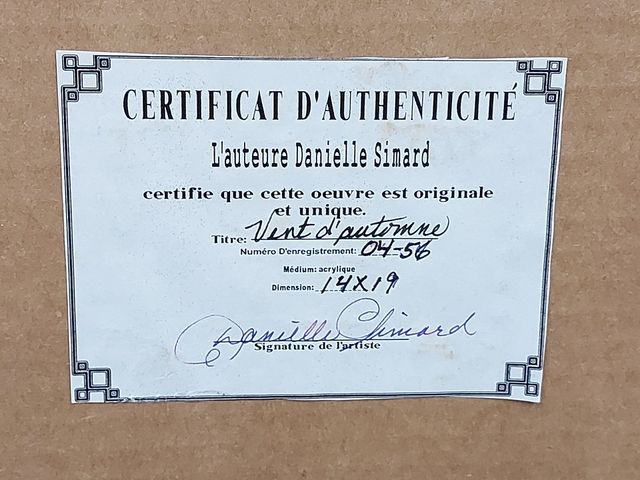 CERTIFICAT D'AUTHENTICITÉ
L'auteure Danielle Simard
certifie que cette oeuvre est originale
et unique.
Titre: Vent d'automne
Numéro D'enregistrement: 04-56
Médium: acrylique
Dimension: 14X19
Danielle Simard
Signature de l'artiste